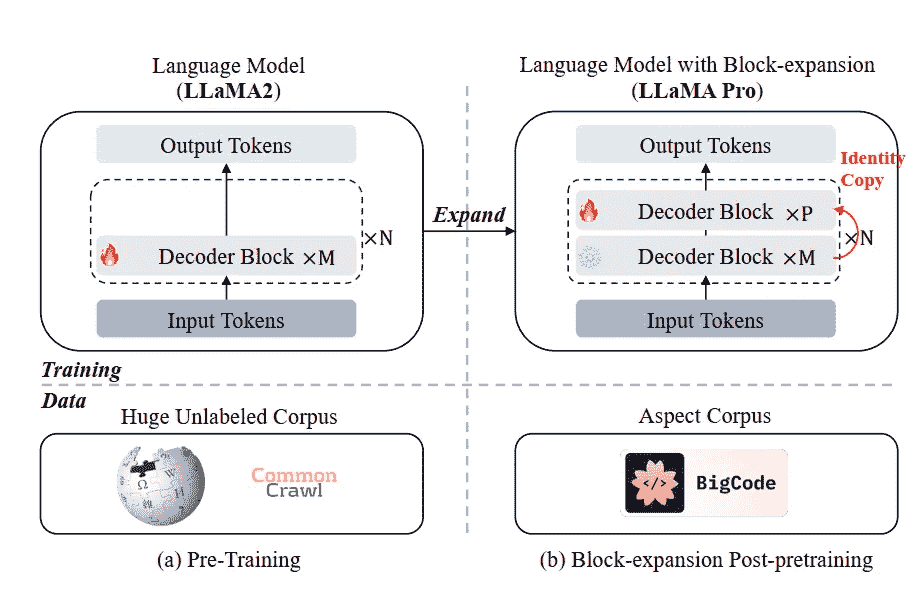 Language Model
(LLaMA2)
Output Tokens
Decoder Block ×M
×N
Input Tokens
Expand
Language Model with Block-expansion
(LLaMA Pro)
Output Tokens
Identity
Copy
Decoder Block ×P
Decoder Block ×M
×N
Input Tokens
Training
Data
Huge Unlabeled Corpus
Common
Crawl
(a) Pre-Training
Aspect Corpus
</>
BigCode
(b) Block-expansion Post-pretraining